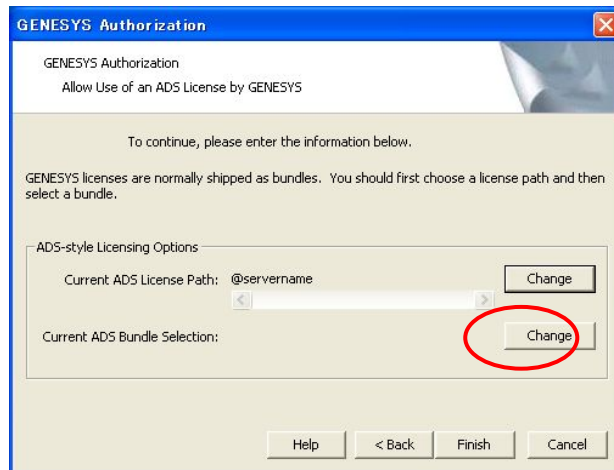 GENESYS Authorization
GENESYS Authorization
Allow Use of an ADS License by GENESYS
To continue, please enter the information below.
GENESYS licenses are normally shipped as bundles. You should first choose a license path and then
select a bundle.
ADS-style Licensing Options
Current ADS License Path: @servername Change
Current ADS Bundle Selection: Change
Help < Back Finish Cancel